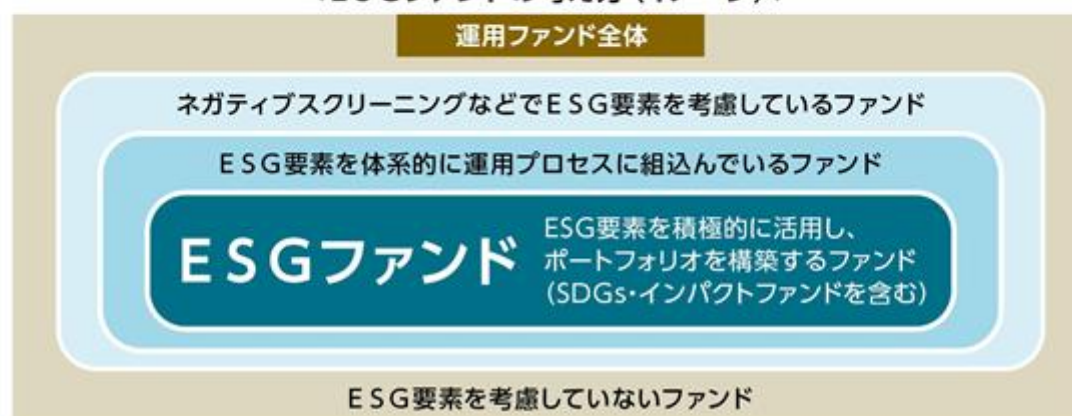 運用ファンド全体
ネガティブスクリーニングなどでESG要素を考慮しているファンド
ESG要素を体系的に運用プロセスに組込んでいるファンド
ESGファンド
ESG要素を積極的に活用し、
ポートフォリオを構築するファンド
(SDGs・インパクトファンドを含む)
ESG要素を考慮していないファンド